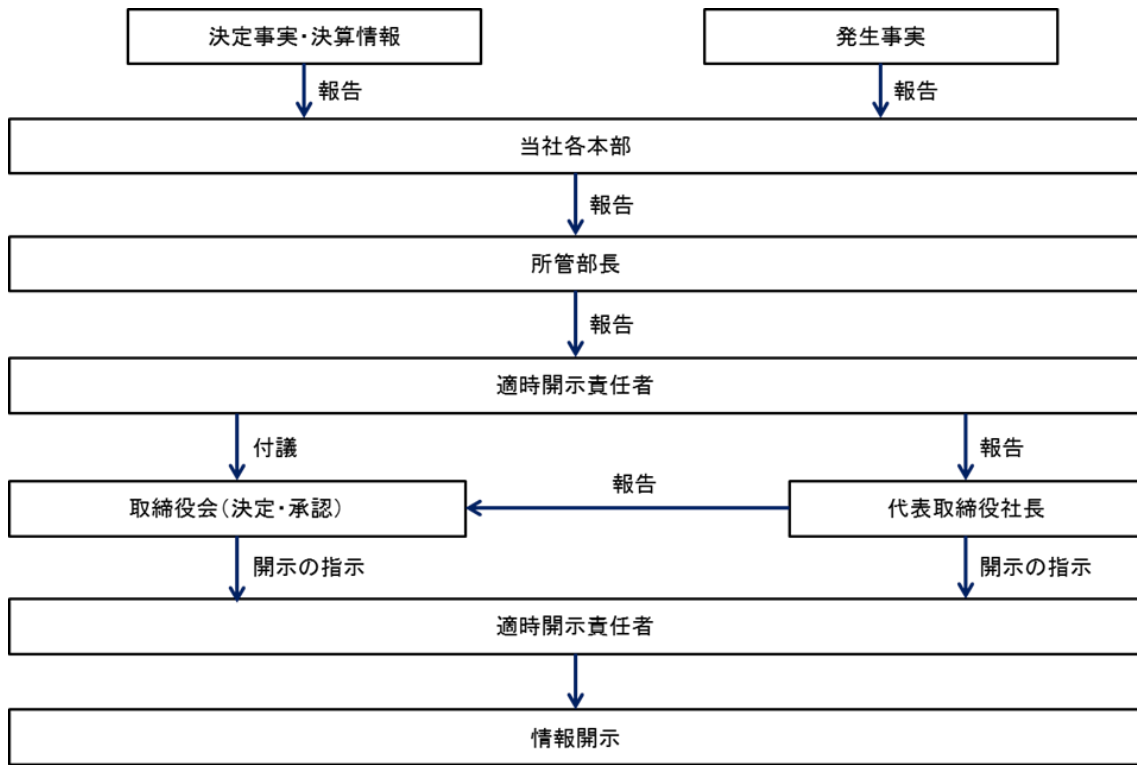 決定事実・決算情報
発生事実
報告
報告
当社各本部
報告
所管部長
報告
適時開示責任者
付議
報告
取締役会(決定・承認)
報告
代表取締役社長
開示の指示
開示の指示
適時開示責任者
情報開示